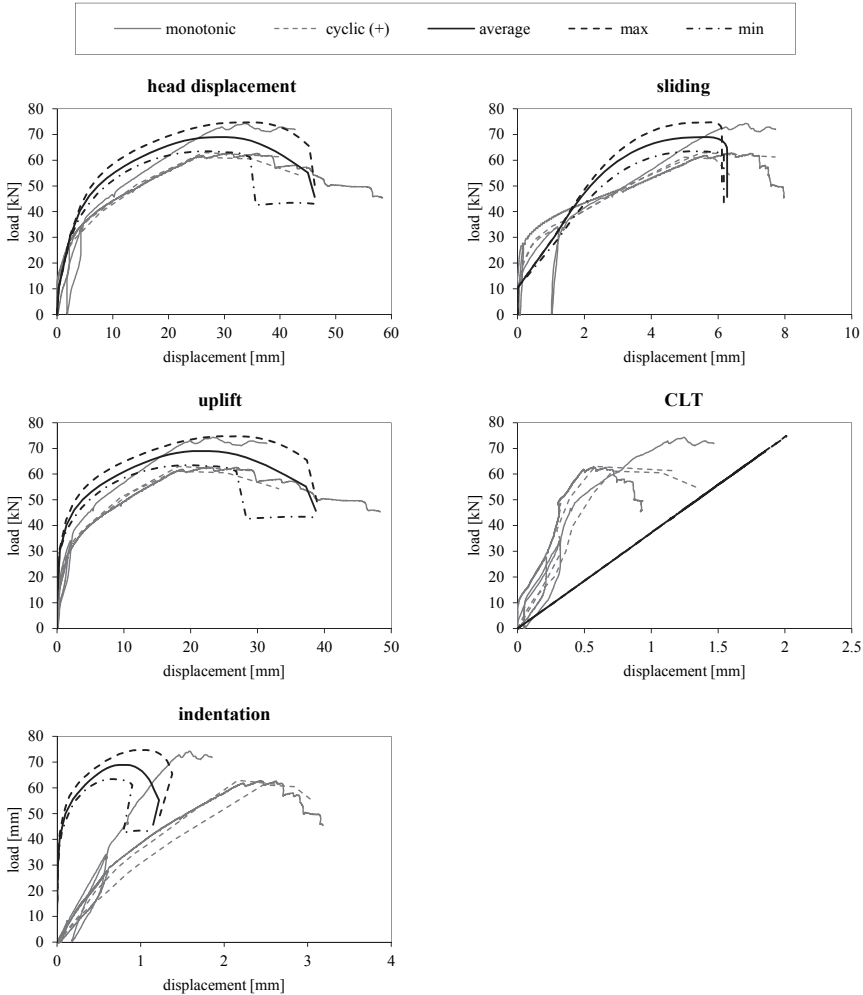 monotonic cyclic (+) average max min
head displacement
80
70
60
50
40
30
20
10
0
load [kN]
0 10 20 30 40 50 60
displacement [mm]
sliding
80
70
60
50
40
30
20
10
0
load [kN]
0 2 4 6 8 10
displacement [mm]
uplift
80
70
60
50
40
30
20
10
0
load [kN]
0 10 20 30 40 50
displacement [mm]
CLT
80
70
60
50
40
30
20
10
0
load [kN]
0 0.5 1 1.5 2 2.5
displacement [mm]
indentation
80
70
60
50
40
30
20
10
0
load [mm]
0 1 2 3 4
displacement [mm]